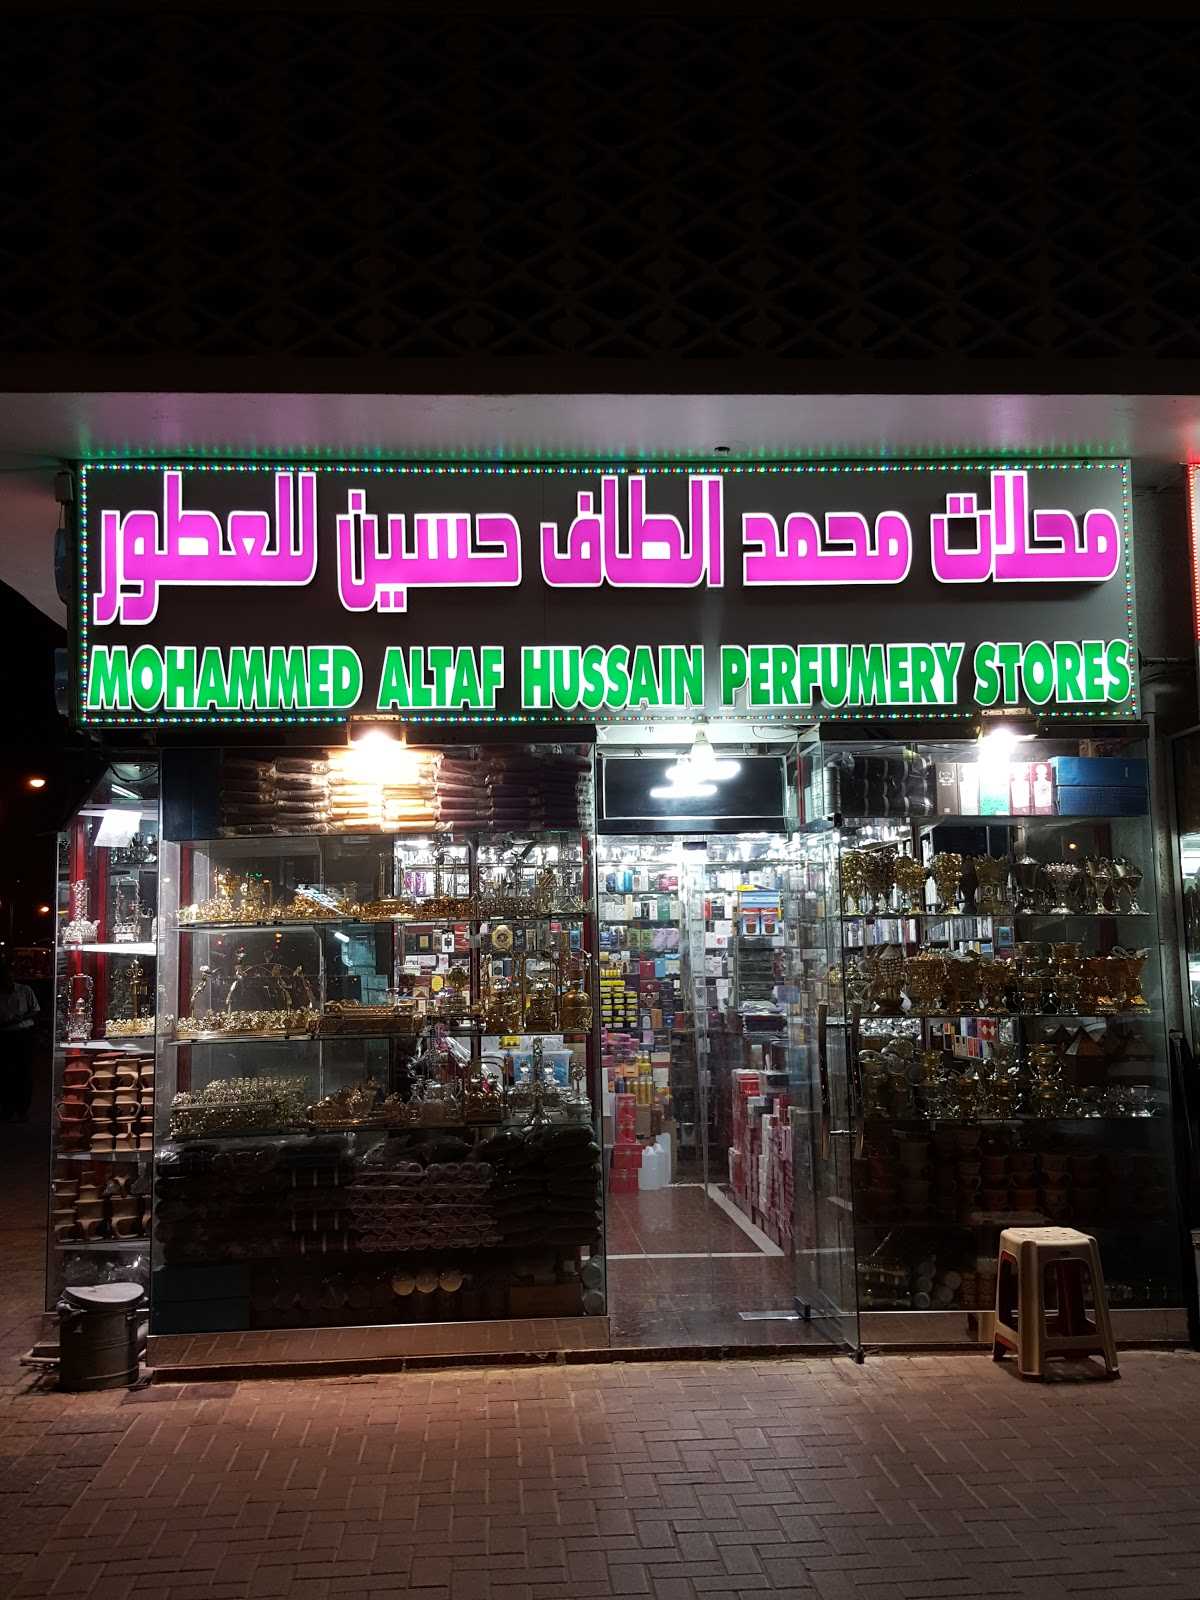 محلات محمد الطاف حسين للعطور
MOHAMMED ALTAF HUSSAIN PERFUMERY STORES